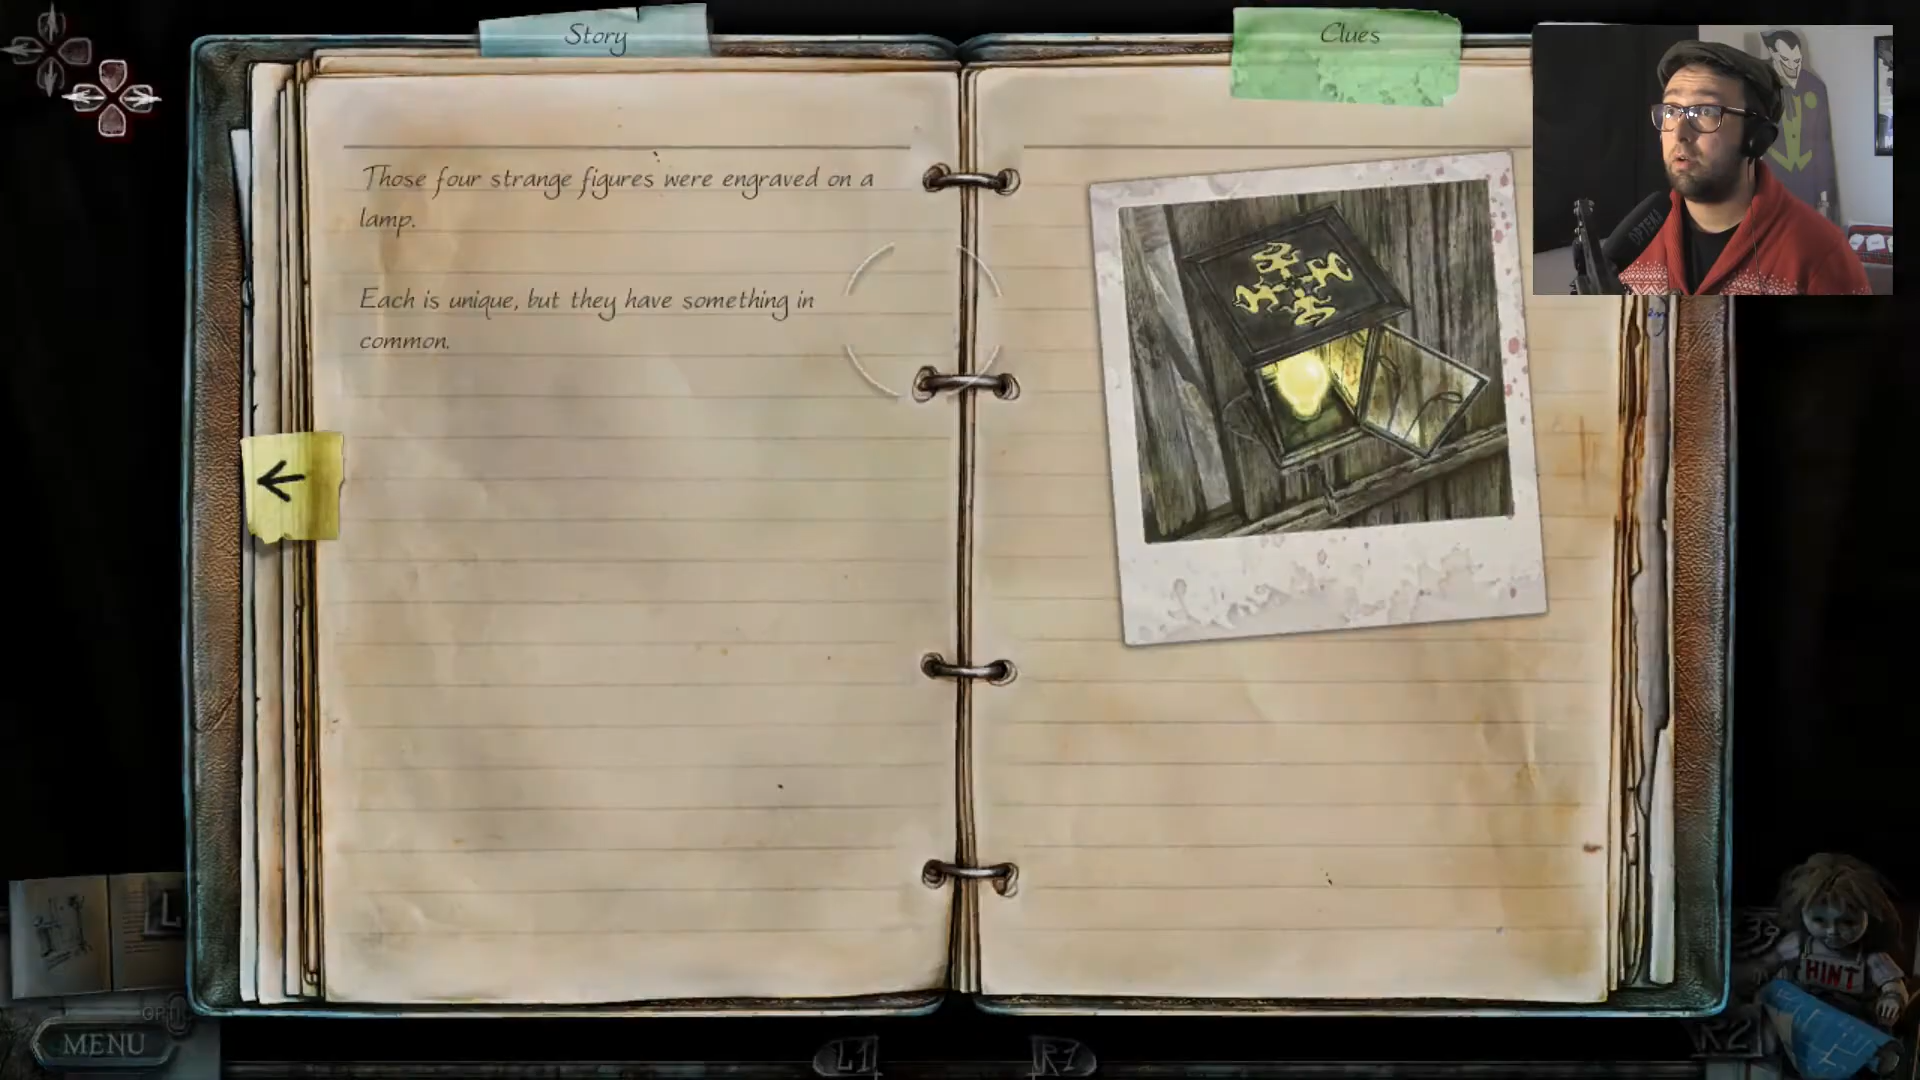 Story
Clues
Those four strange figures were engraved on a
lamp.
Each is unique, but they have something in
common.
HINT
MENU
L1
R1
R2